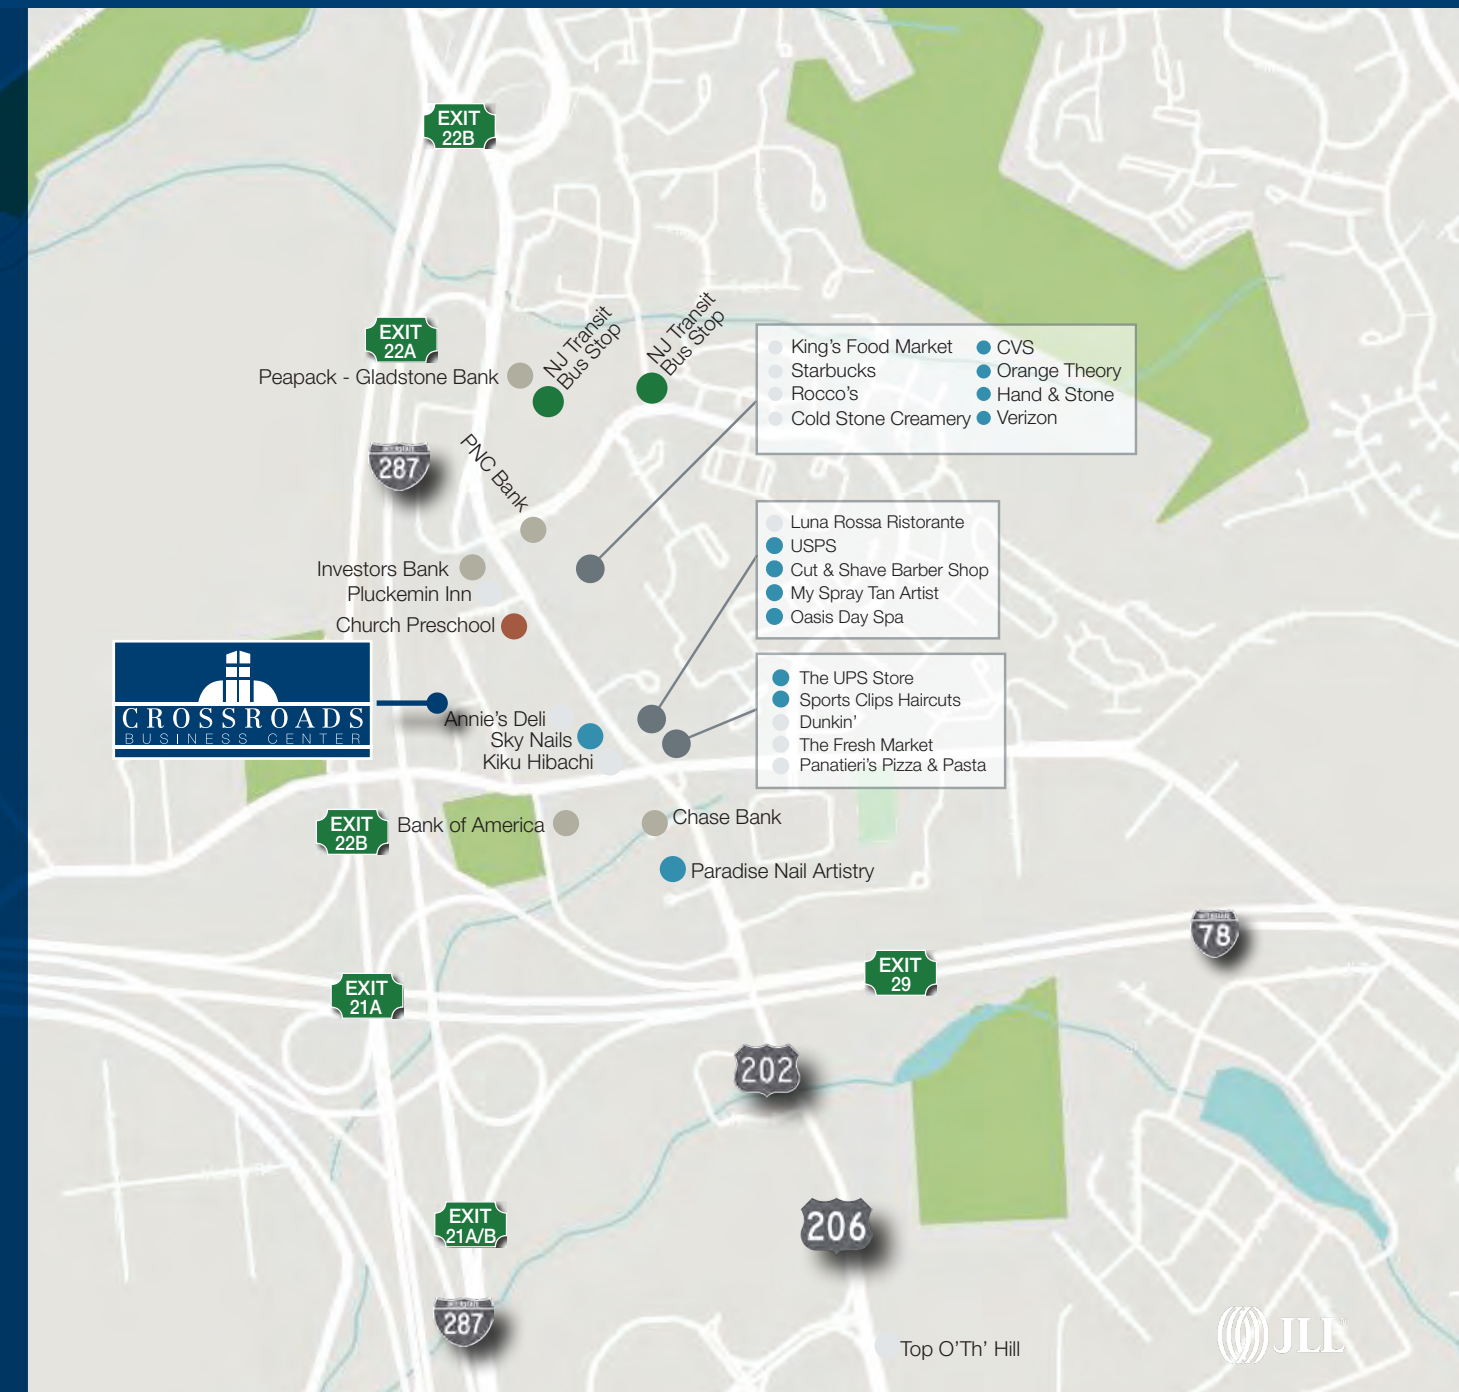 EXIT
22B
EXIT
22A
NJ Transit
Bus Stop
NJ Transit
Bus Stop
Peapack - Gladstone Bank
King's Food Market
Starbucks
Rocco's
Cold Stone Creamery
CVS
Orange Theory
Hand & Stone
Verizon
INTERSTATE
287
PNC Bank
Luna Rossa Ristorante
USPS
Cut & Shave Barber Shop
My Spray Tan Artist
Oasis Day Spa
Investors Bank
Pluckemin Inn
Church Preschool
CROSSROADS
BUSINESS CENTER
The UPS Store
Sports Clips Haircuts
Dunkin'
The Fresh Market
Panatieri's Pizza & Pasta
Annie's Deli
Sky Nails
Kiku Hibachi
EXIT
22B
Bank of America
Chase Bank
Paradise Nail Artistry
INTERSTATE
78
EXIT
29
EXIT
21A
202
206
EXIT
21A/B
INTERSTATE
287
Top O'Th' Hill
JLL